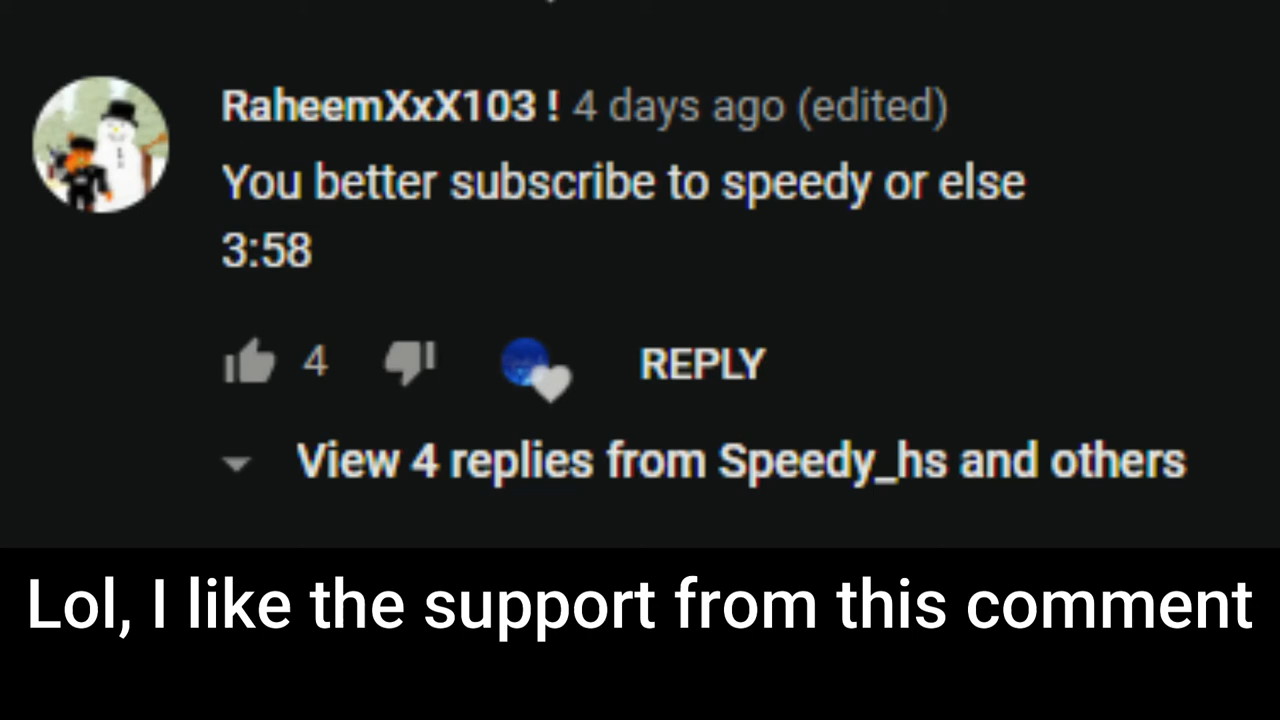 RaheemXxX103 ! 4 days ago (edited)
You better subscribe to speedy or else
3:58
4 REPLY
View 4 replies from Speedy_hs and others
Lol, I like the support from this comment